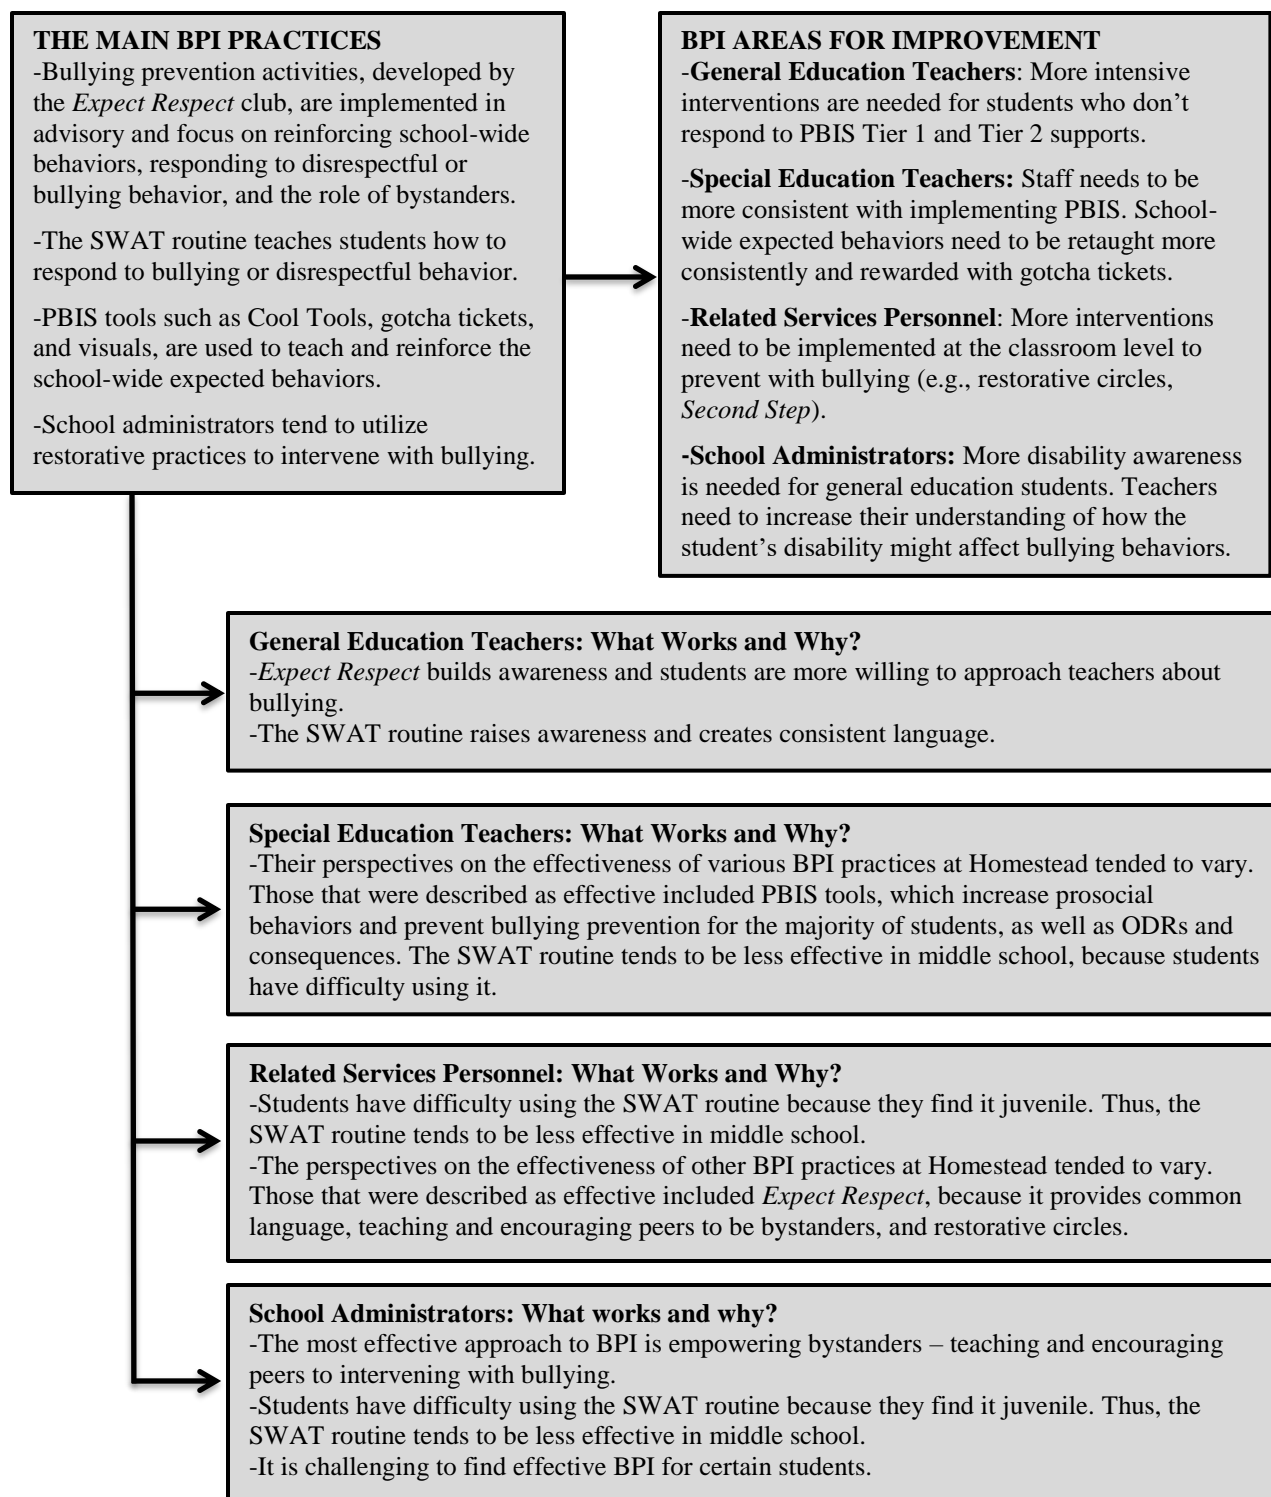 THE MAIN BPI PRACTICES
-Bullying prevention activities, developed by
the Expect Respect club, are implemented in
advisory and focus on reinforcing school-wide
behaviors, responding to disrespectful or
bullying behavior, and the role of bystanders.
-The SWAT routine teaches students how to
respond to bullying or disrespectful behavior.
-PBIS tools such as Cool Tools, gotcha tickets,
and visuals, are used to teach and reinforce the
school-wide expected behaviors.
-School administrators tend to utilize
restorative practices to intervene with bullying.
BPI AREAS FOR IMPROVEMENT
-General Education Teachers: More intensive
interventions are needed for students who don’t
respond to PBIS Tier 1 and Tier 2 supports.
-Special Education Teachers: Staff needs to be
more consistent with implementing PBIS. School-
wide expected behaviors need to be retaught more
consistently and rewarded with gotcha tickets.
-Related Services Personnel: More interventions
need to be implemented at the classroom level to
prevent with bullying (e.g., restorative circles,
Second Step).
-School Administrators: More disability awareness
is needed for general education students. Teachers
need to increase their understanding of how the
student’s disability might affect bullying behaviors.
General Education Teachers: What Works and Why?
-Expect Respect builds awareness and students are more willing to approach teachers about
bullying.
-The SWAT routine raises awareness and creates consistent language.
Special Education Teachers: What Works and Why?
-Their perspectives on the effectiveness of various BPI practices at Homestead tended to vary.
Those that were described as effective included PBIS tools, which increase prosocial
behaviors and prevent bullying prevention for the majority of students, as well as ODRs and
consequences. The SWAT routine tends to be less effective in middle school, because students
have difficulty using it.
Related Services Personnel: What Works and Why?
-Students have difficulty using the SWAT routine because they find it juvenile. Thus, the
SWAT routine tends to be less effective in middle school.
-The perspectives on the effectiveness of other BPI practices at Homestead tended to vary.
Those that were described as effective included Expect Respect, because it provides common
language, teaching and encouraging peers to be bystanders, and restorative circles.
School Administrators: What works and why?
-The most effective approach to BPI is empowering bystanders – teaching and encouraging
peers to intervening with bullying.
-Students have difficulty using the SWAT routine because they find it juvenile. Thus, the
SWAT routine tends to be less effective in middle school.
-It is challenging to find effective BPI for certain students.